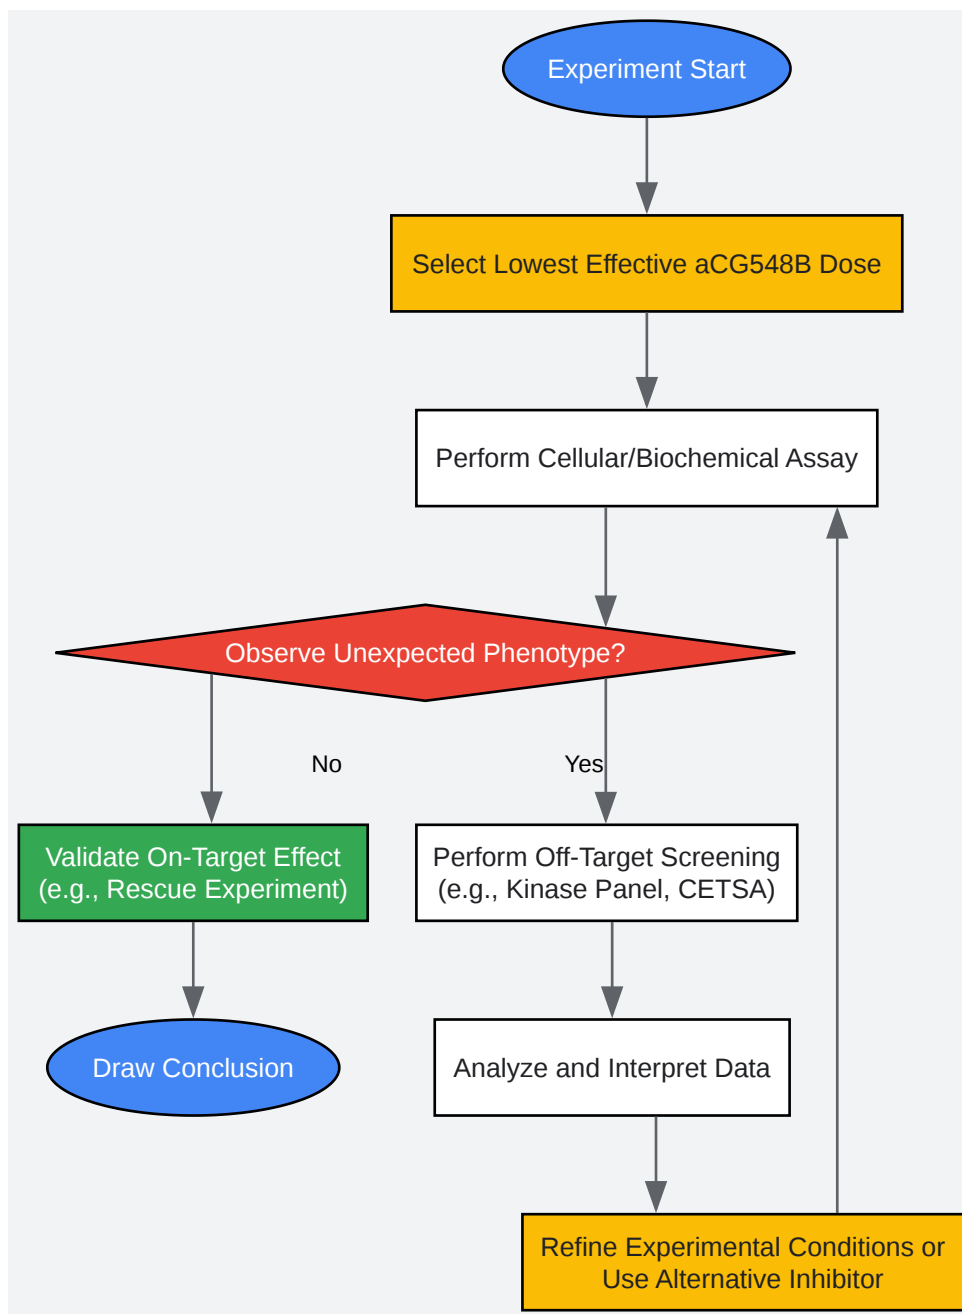 Experiment Start
Select Lowest Effective aCG548B Dose
Perform Cellular/Biochemical Assay
Observe Unexpected Phenotype?
No
Yes
Validate On-Target Effect
(e.g., Rescue Experiment)
Perform Off-Target Screening
(e.g., Kinase Panel, CETSA)
Draw Conclusion
Analyze and Interpret Data
Refine Experimental Conditions or
Use Alternative Inhibitor